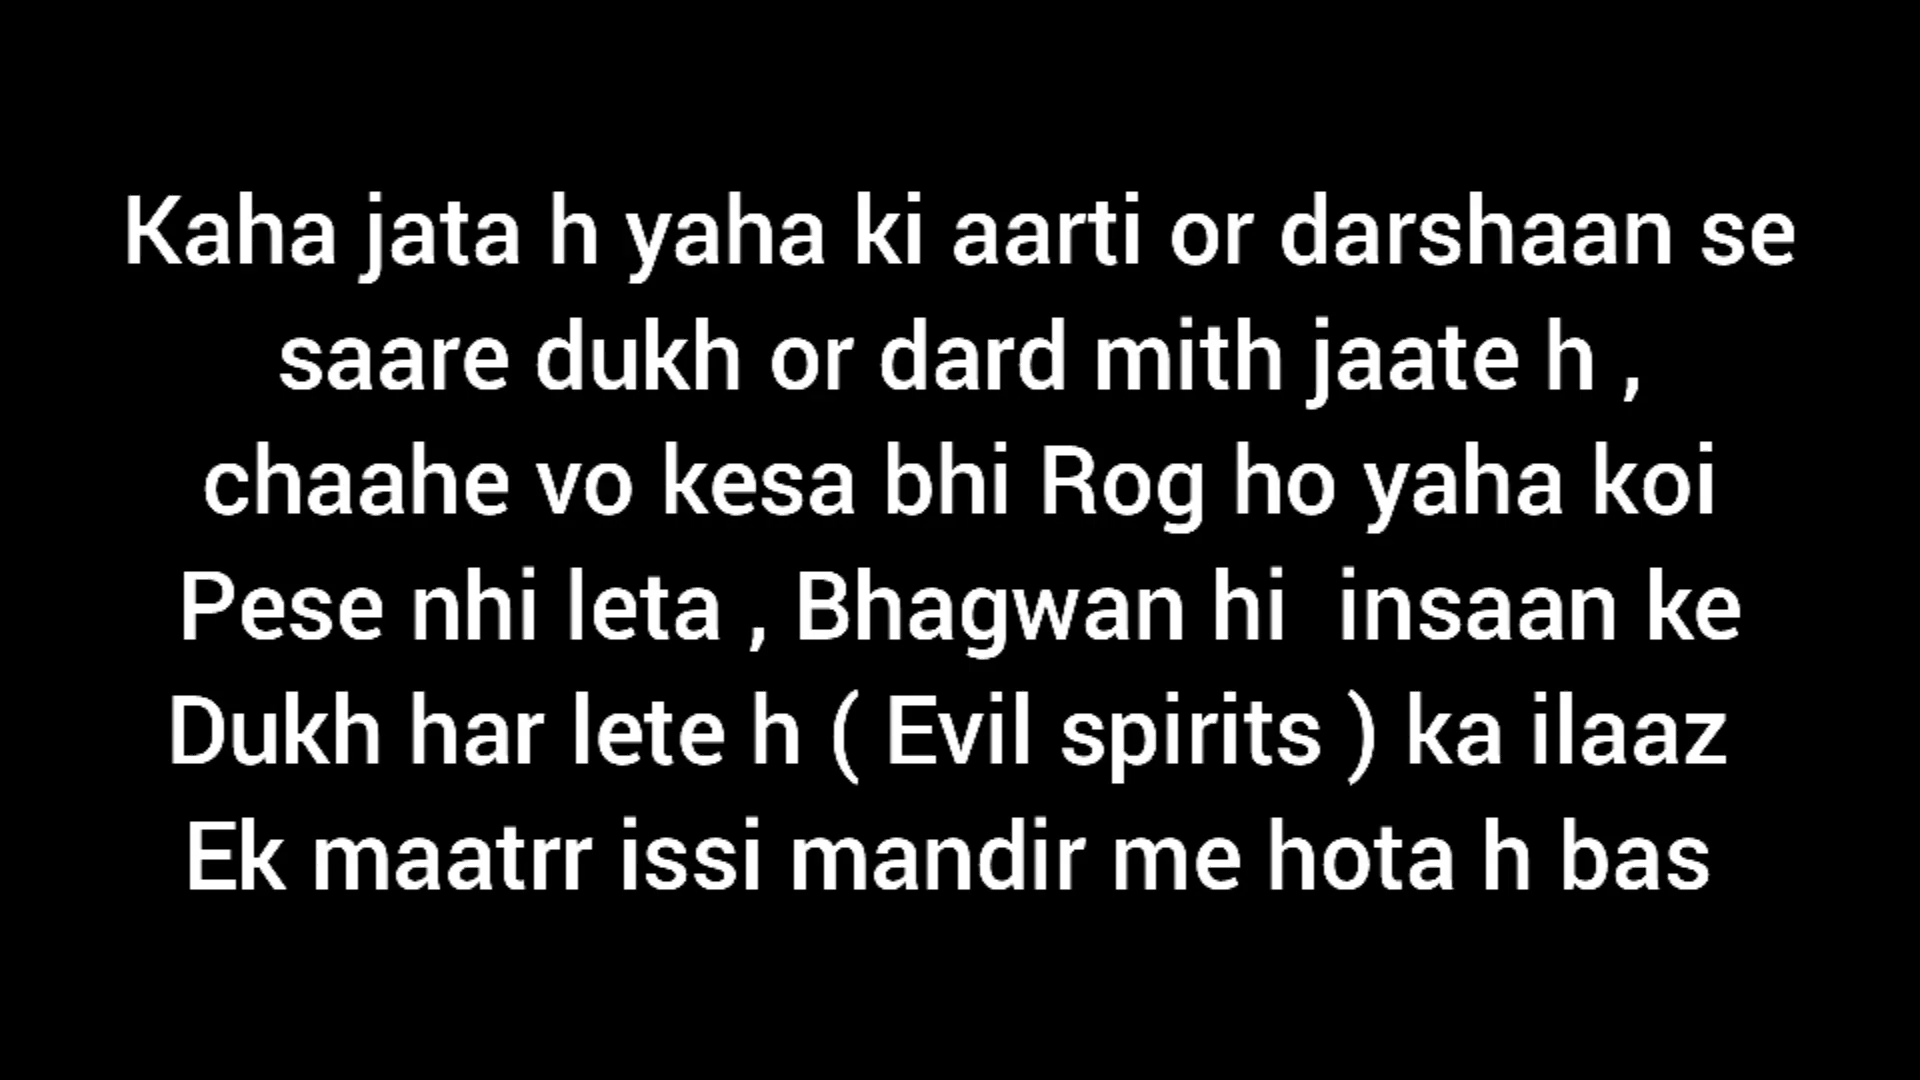 Kaha jata h yaha ki aarti or darshaan se
saare dukh or dard mith jaate h ,
chaahe vo kesa bhi Rog ho yaha koi
Pese nhi leta , Bhagwan hi  insaan ke
Dukh har lete h ( Evil spirits ) ka ilaaz
Ek maatrr issi mandir me hota h bas